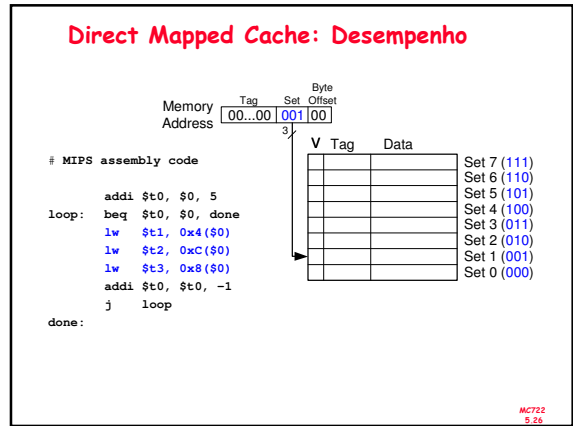 Direct Mapped Cache: Desempenho
Memory Address
Tag Set Byte Offset
00...00 001 00
3
V Tag Data
Set 7 (111)
Set 6 (110)
Set 5 (101)
Set 4 (100)
Set 3 (011)
Set 2 (010)
Set 1 (001)
Set 0 (000)
# MIPS assembly code
addi $t0, $0, 5
loop: beq $t0, $0, done
lw $t1, 0x4($0)
lw $t2, 0xC($0)
lw $t3, 0x8($0)
addi $t0, $t0, −1
j loop
done:
MC722
5.26